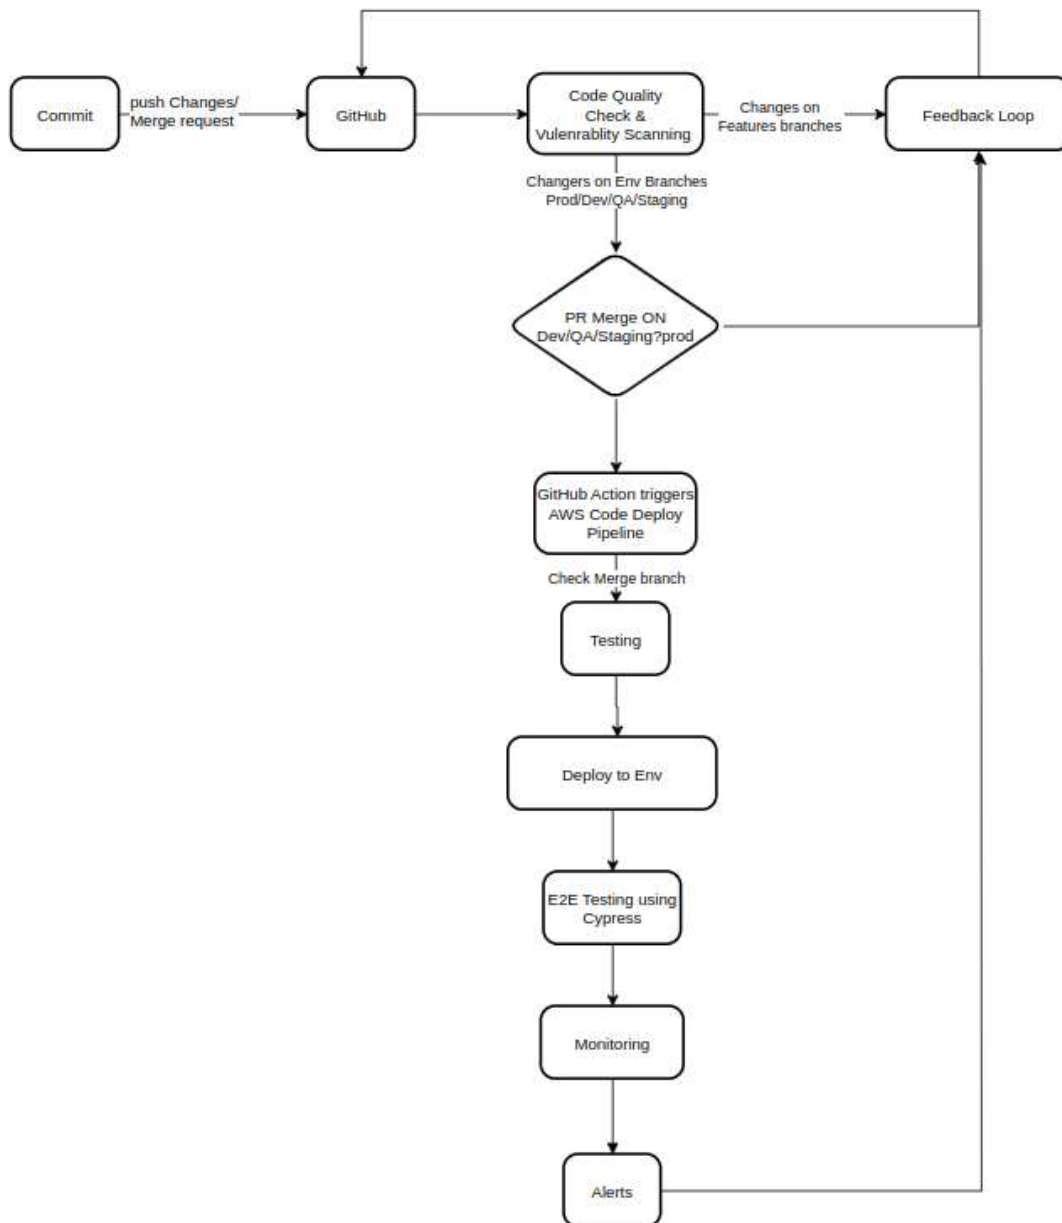 Commit
push Changes/
Merge request
GitHub
Code Quality
Check &
Vulenrablity Scanning
Changes on
Features branches
Feedback Loop
Changers on Env Branches
Prod/Dev/QA/Staging
PR Merge ON
Dev/QA/Staging?prod
GitHub Action triggers
AWS Code Deploy
Pipeline
Check Merge branch
Testing
Deploy to Env
E2E Testing using
Cypress
Monitoring
Alerts